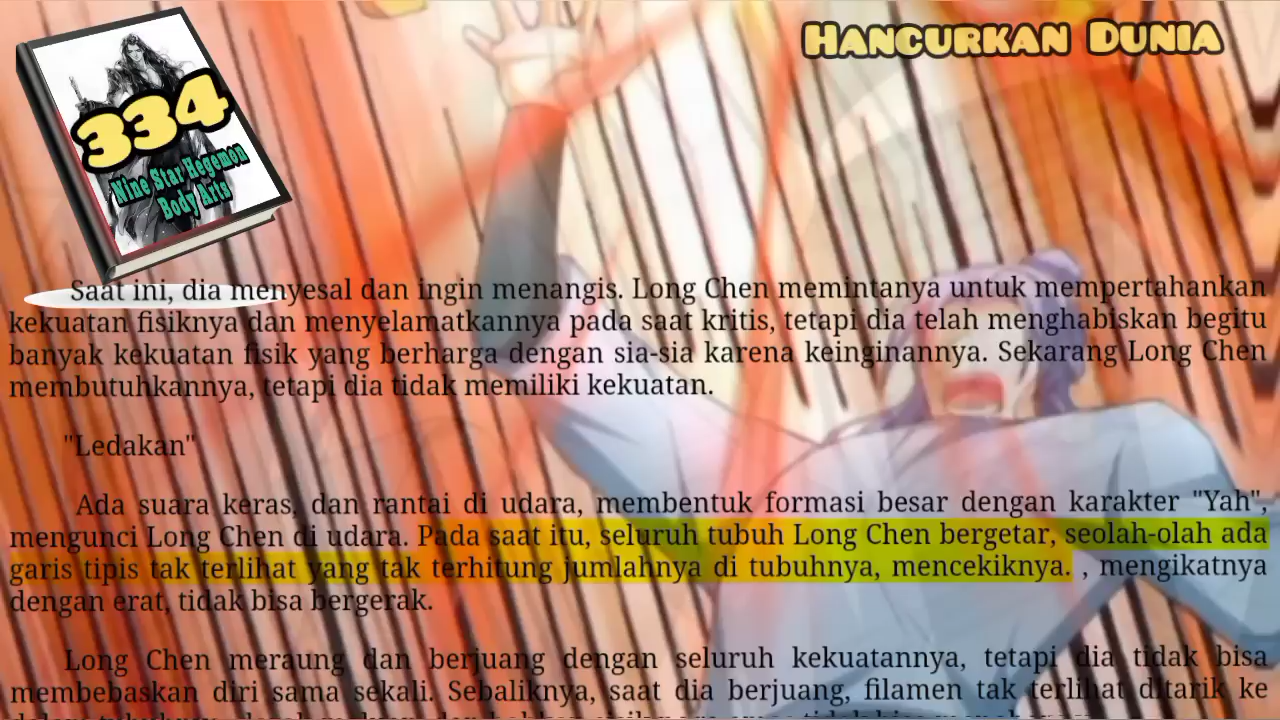 Hancurkan Dunia
334
Nine Star Hegemon
Body Arts
Saat ini, dia menyesal dan ingin menangis. Long Chen memintanya untuk mempertahankan
kekuatan fisiknya dan menyelamatkannya pada saat kritis, tetapi dia telah menghabiskan begitu
banyak kekuatan fisik yang berharga dengan sia-sia karena keinginannya. Sekarang Long Chen
membutuhkannya, tetapi dia tidak memiliki kekuatan.
"Ledakan"
Ada suara keras, dan rantai di udara, membentuk formasi besar dengan karakter "Yah",
mengunci Long Chen di udara. Pada saat itu, seluruh tubuh Long Chen bergetar, seolah-olah ada
garis tipis tak terlihat yang tak terhitung jumlahnya di tubuhnya, mencekiknya. , mengikatnya
dengan erat, tidak bisa bergerak.
Long Chen meraung dan berjuang dengan seluruh kekuatannya, tetapi dia tidak bisa
membebaskan diri sama sekali. Sebaliknya, saat dia berjuang, filamen tak terlihat ditarik ke